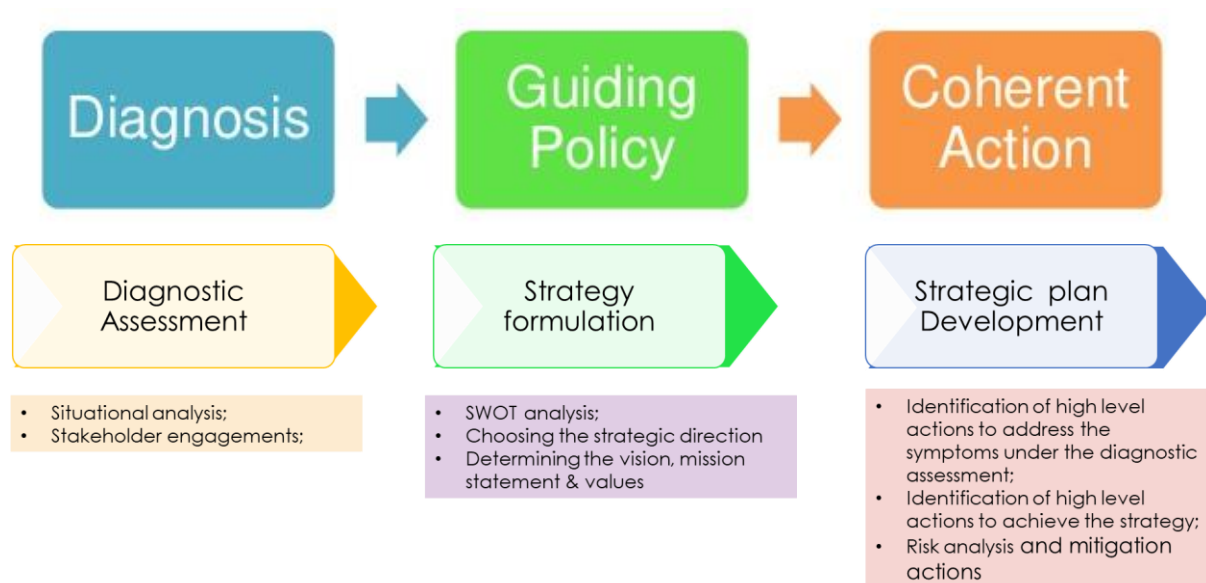 Diagnosis
Guiding
Policy
Coherent
Action
Diagnostic
Assessment
Strategy
formulation
Strategic plan
Development
• Situational analysis;
• Stakeholder engagements;
• SWOT analysis;
• Choosing the strategic direction
• Determining the vision, mission
statement & values
• Identification of high level
actions to address the
symptoms under the diagnostic
assessment;
• Identification of high level
actions to achieve the strategy;
• Risk analysis and mitigation
actions